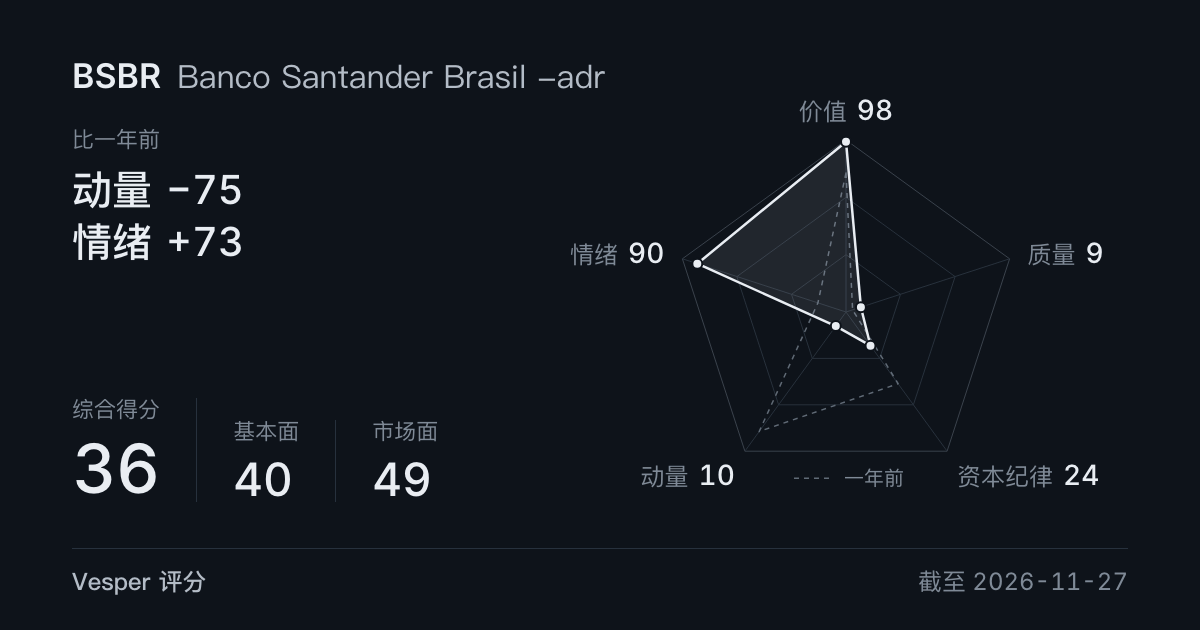 BSBR Banco Santander Brasil –adr
比一年前
动量 −75
情绪 +73
价值 98
情绪 90
质量 9
动量 10
一年前
资本纪律 24
综合得分
36
基本面
40
市场面
49
Vesper 评分
截至 2026-11-27